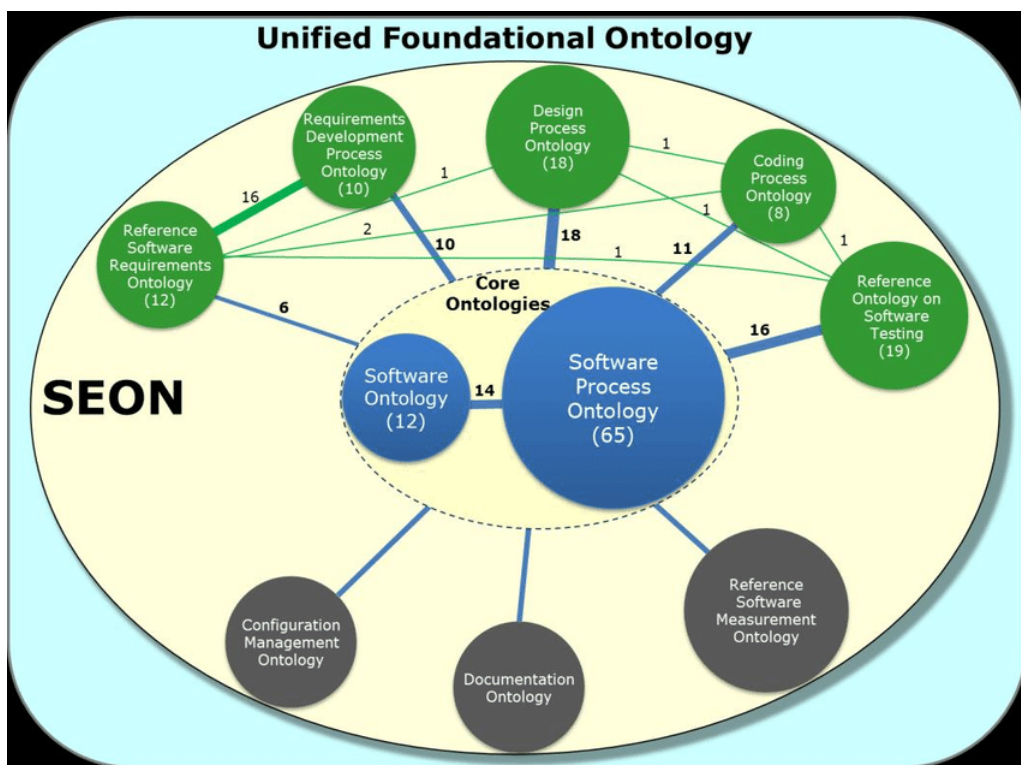 Unified Foundational Ontology
Requirements
Development
Process
Ontology
(10)
Design
Process
Ontology
(18)
1
Coding
Process
Ontology
(8)
16
1
2
1
Reference
Software
Requirements
Ontology
(12)
10
18
11
1
1
Core
Ontologies
Reference
Ontology on
Software
Testing
(19)
6
16
SEON
Software
Ontology
(12)
14
Software
Process
Ontology
(65)
Configuration
Management
Ontology
Documentation
Ontology
Reference
Software
Measurement
Ontology